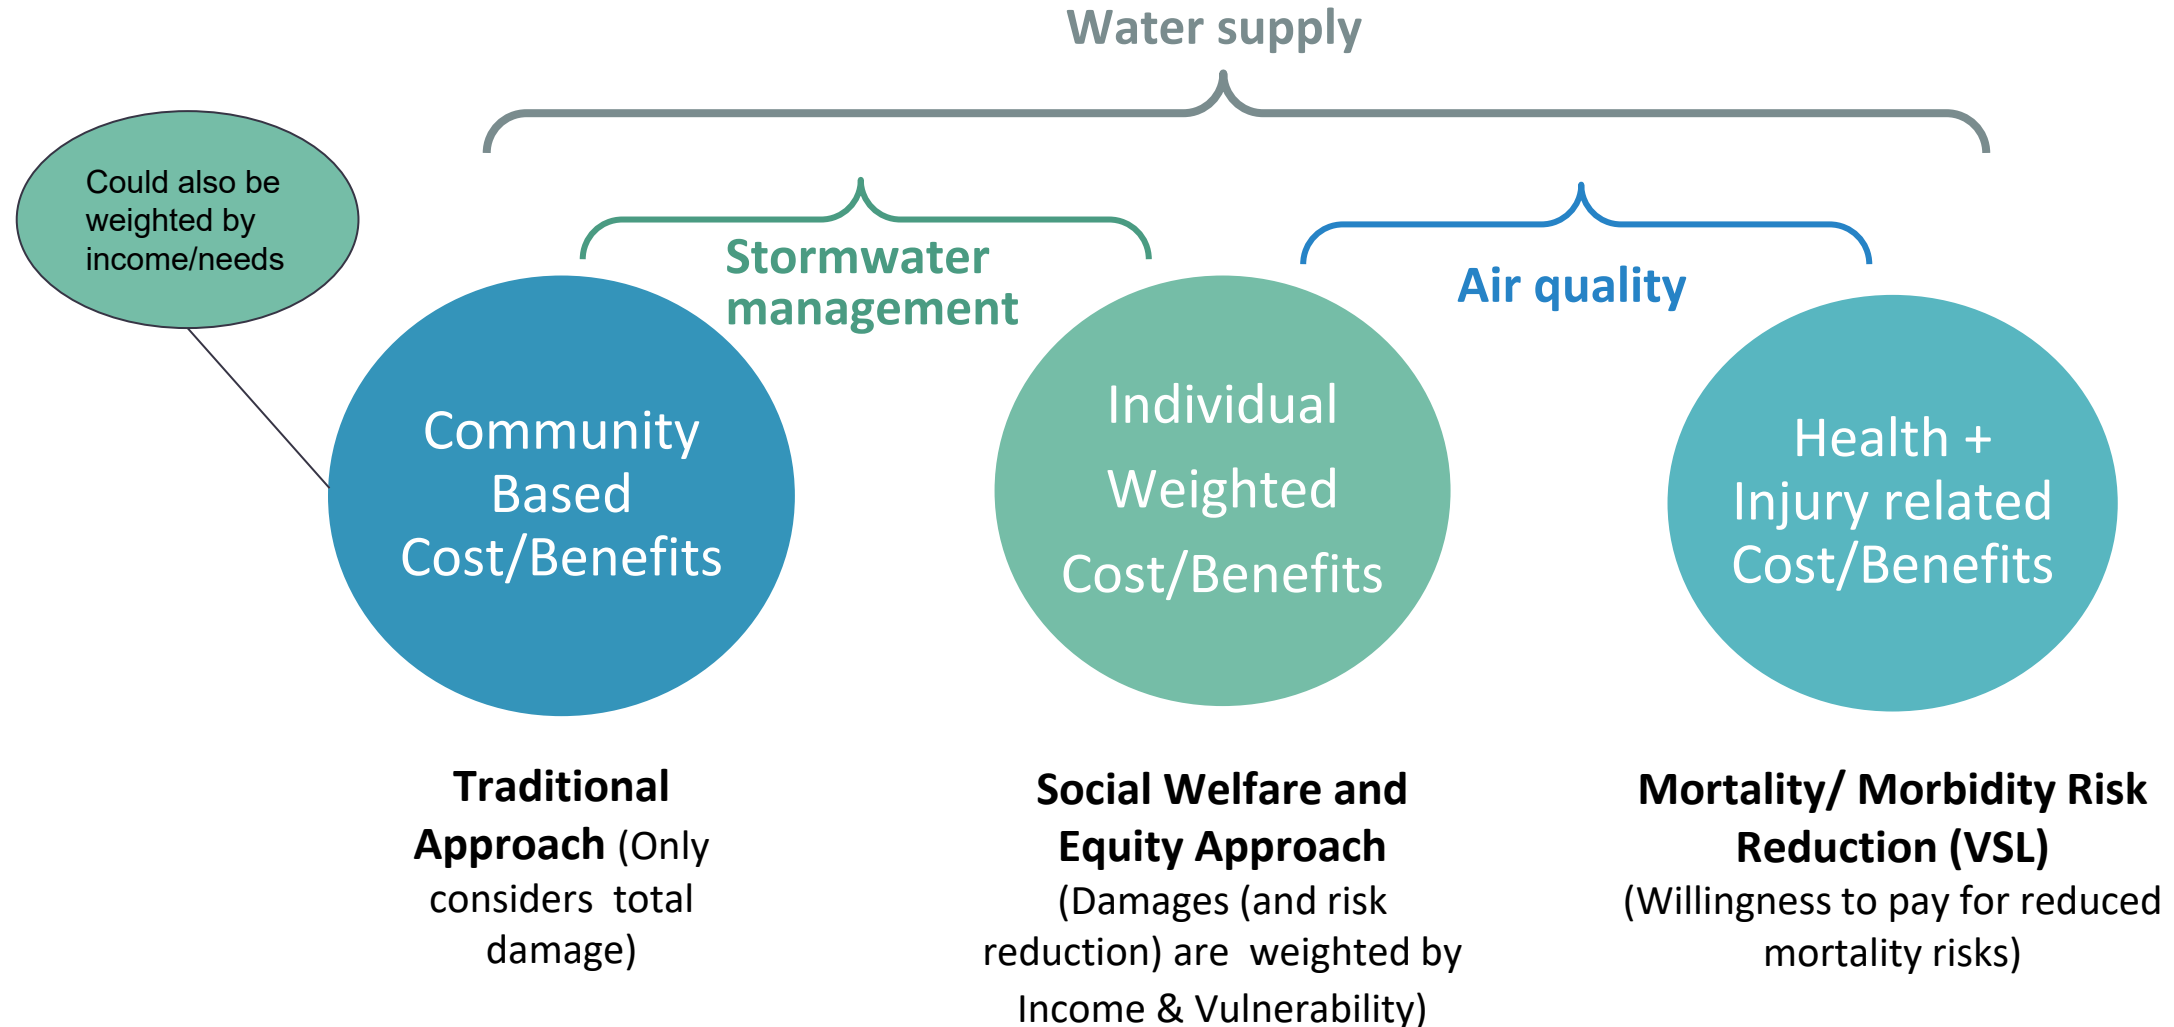 Water supply
Could also be
weighted by
income/needs
Stormwater
management
Air quality
Community
Based
Cost/Benefits
Individual
Weighted
Cost/Benefits
Health +
Injury related
Cost/Benefits
Traditional
Approach (Only
considers total
damage)
Social Welfare and
Equity Approach
(Damages (and risk
reduction) are weighted by
Income & Vulnerability)
Mortality/ Morbidity Risk
Reduction (VSL)
(Willingness to pay for reduced
mortality risks)